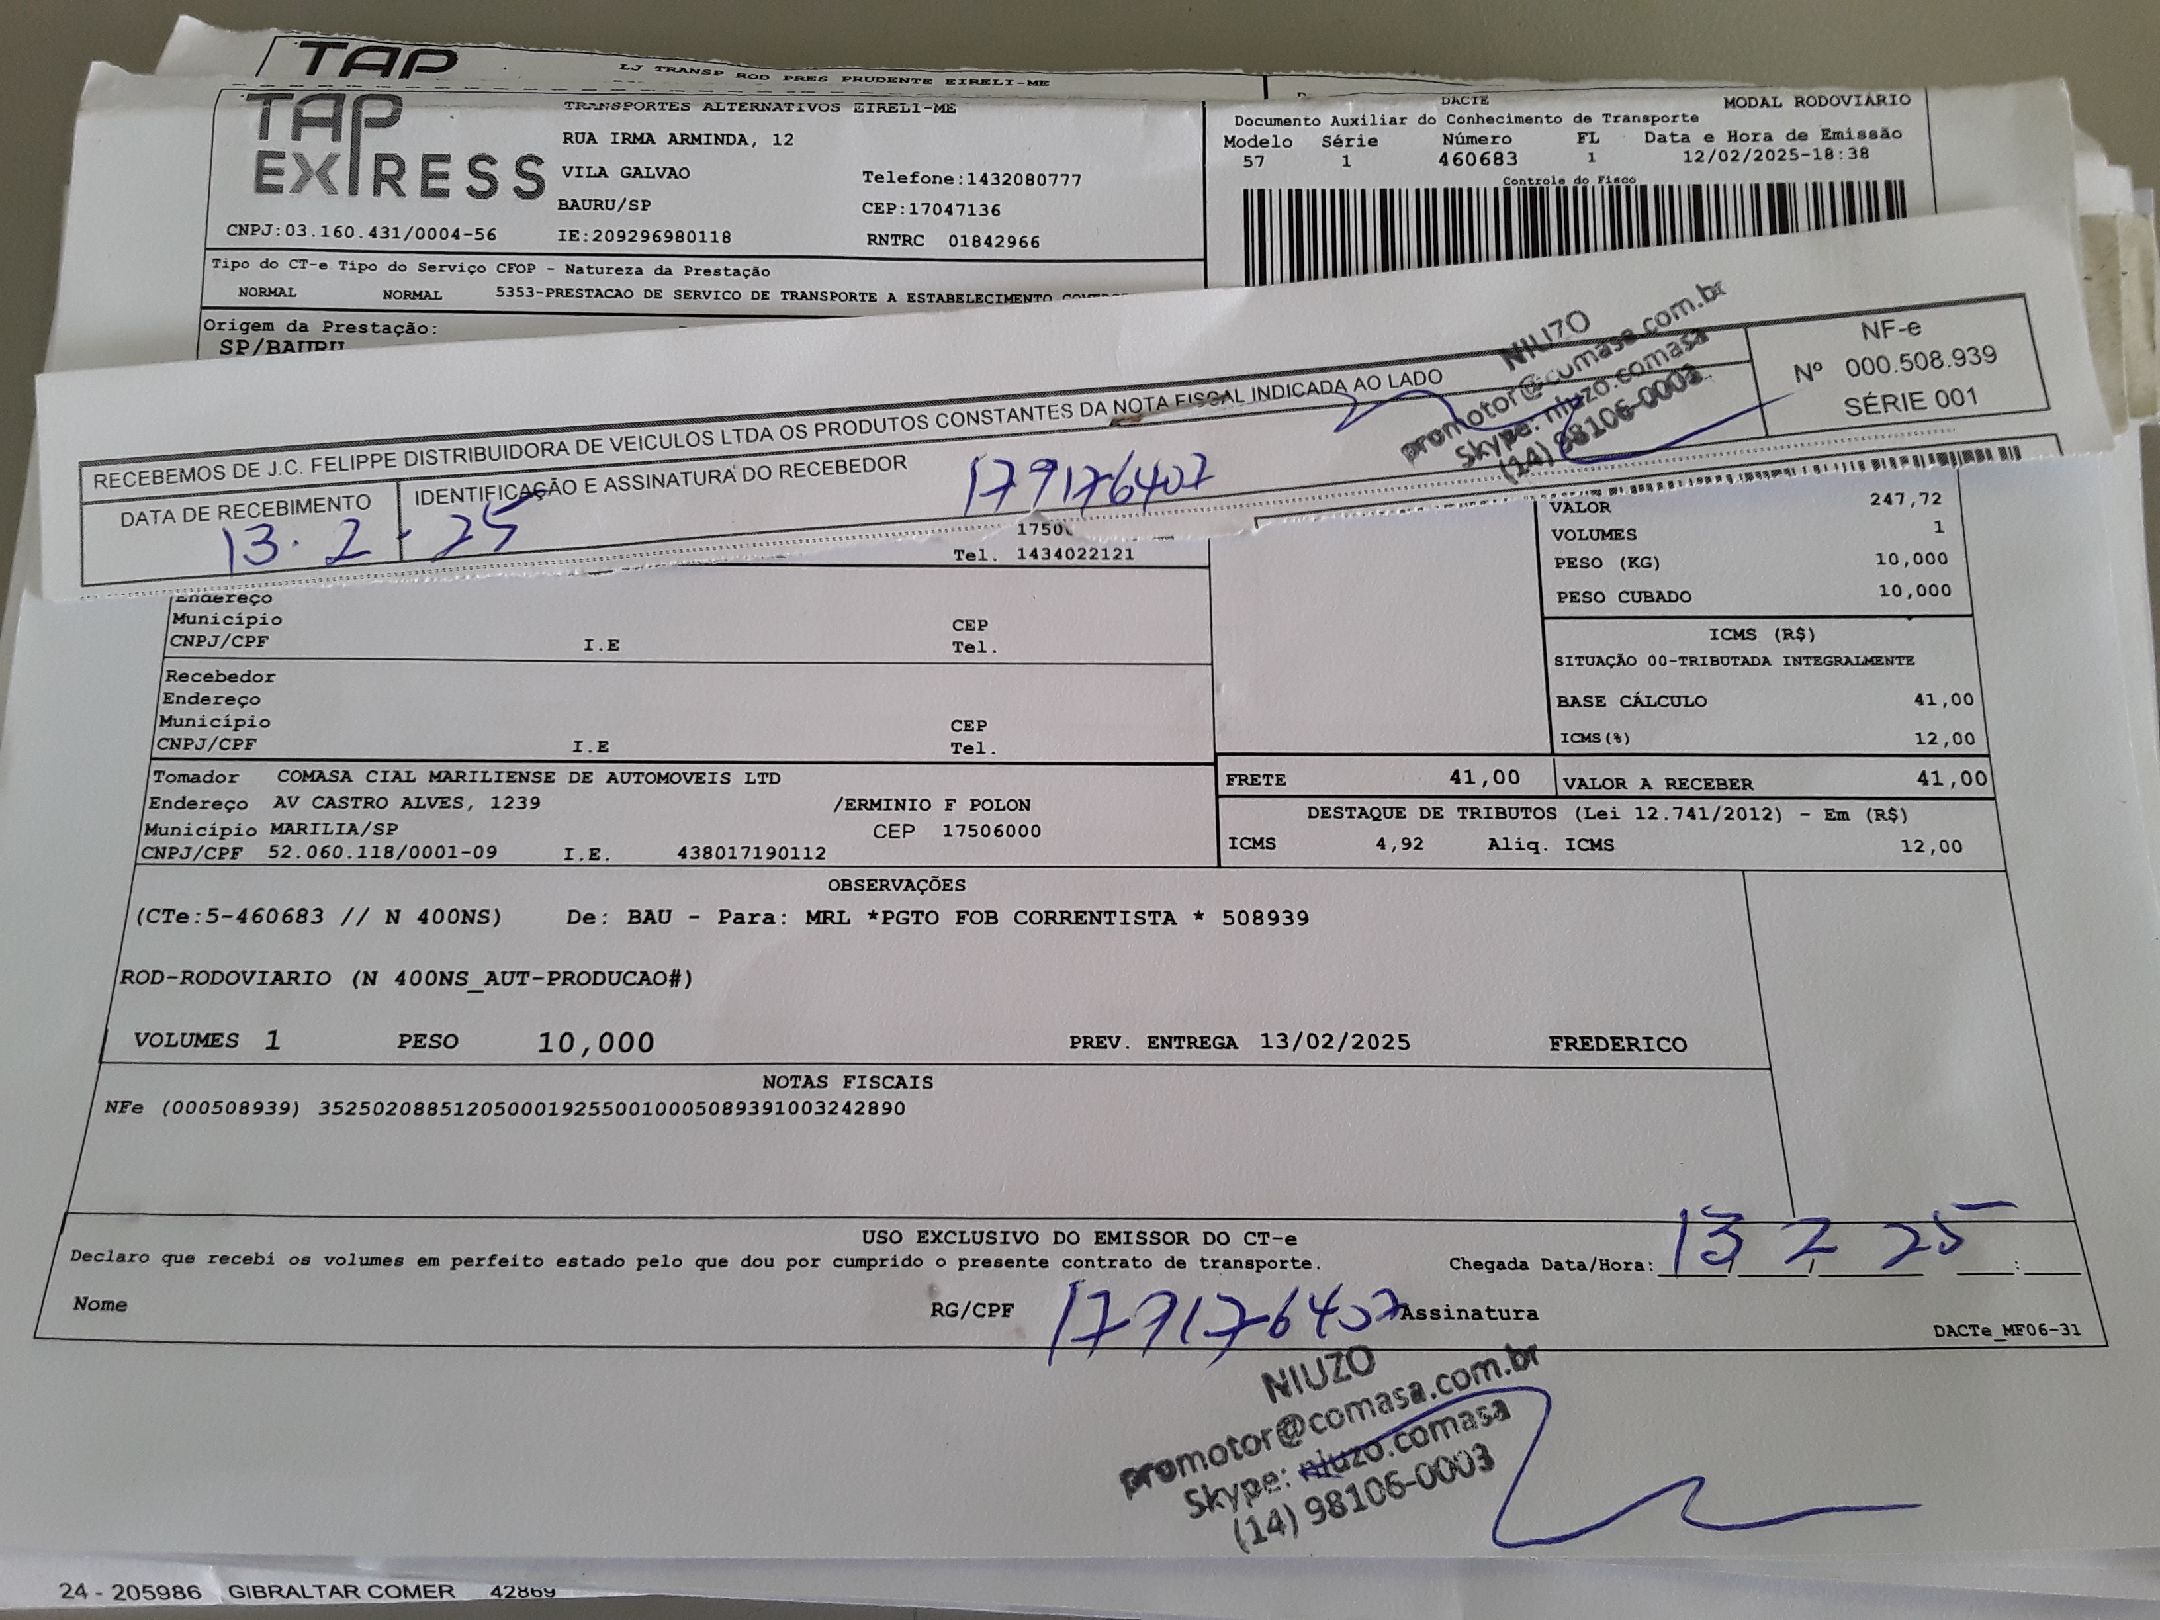 TAP
LJ TRANSP ROD PRES PRUDENTE EIRELI-ME
TAP EXPRESS
TRANSPORTES ALTERNATIVOS EIRELI-ME
RUA IRMA ARMINDA, 12
VILA GALVAO Telefone:1432080777
BAURU/SP CEP:17047136
CNPJ:03.160.431/0004-56 IE:209296980118 RNTRC 01842966
DACTE MODAL RODOVIÁRIO
Documento Auxiliar do Conhecimento de Transporte
Modelo Série Número FL Data e Hora de Emissão
57 1 460683 1 12/02/2025-18:38
Controle do Fisco
Tipo do CT-e Tipo do Serviço CFOP - Natureza da Prestação
NORMAL NORMAL 5353-PRESTACAO DE SERVICO DE TRANSPORTE A ESTABELECIMENTO
Origem da Prestação:
SP/BAURU
RECEBEMOS DE J.C. FELIPPE DISTRIBUIDORA DE VEICULOS LTDA OS PRODUTOS CONSTANTES DA NOTA FISCAL INDICADA AO LADO
NF-e
Nº 000.508.939
SÉRIE 001
DATA DE RECEBIMENTO IDENTIFICAÇÃO E ASSINATURA DO RECEBEDOR
13.2.25 179176407
NIUZO
promotor@comasa.com.br
Skype: niuzo.comasa
(14) 98106-0003
Tel. 1434022121
VALOR 247,72
VOLUMES 1
PESO (KG) 10,000
PESO CUBADO 10,000
Endereço
Município CEP
CNPJ/CPF I.E Tel.
ICMS (R$)
SITUAÇÃO 00-TRIBUTADA INTEGRALMENTE
BASE CÁLCULO 41,00
ICMS(%) 12,00
Recebedor
Endereço
Município CEP
CNPJ/CPF I.E Tel.
Tomador COMASA CIAL MARILIENSE DE AUTOMOVEIS LTD
Endereço AV CASTRO ALVES, 1239 /ERMINIO F POLON
Município MARILIA/SP CEP 17506000
CNPJ/CPF 52.060.118/0001-09 I.E. 438017190112
FRETE 41,00 VALOR A RECEBER 41,00
DESTAQUE DE TRIBUTOS (Lei 12.741/2012) - Em (R$)
ICMS 4,92 Aliq. ICMS 12,00
OBSERVAÇÕES
(CTe:5-460683 // N 400NS) De: BAU - Para: MRL *PGTO FOB CORRENTISTA * 508939
ROD-RODOVIARIO (N 400NS_AUT-PRODUCAO#)
VOLUMES 1 PESO 10,000 PREV. ENTREGA 13/02/2025 FREDERICO
NOTAS FISCAIS
NFe (000508939) 35250208851205000192550010005089391003242890
USO EXCLUSIVO DO EMISSOR DO CT-e
Declaro que recebi os volumes em perfeito estado pelo que dou por cumprido o presente contrato de transporte. Chegada Data/Hora: 13/2/25 :
Nome RG/CPF 179176407 Assinatura
DACTe_MF06-31
NIUZO
promotor@comasa.com.br
Skype: niuzo.comasa
(14) 98106-0003
24 - 205986 GIBRALTAR COMER 42869